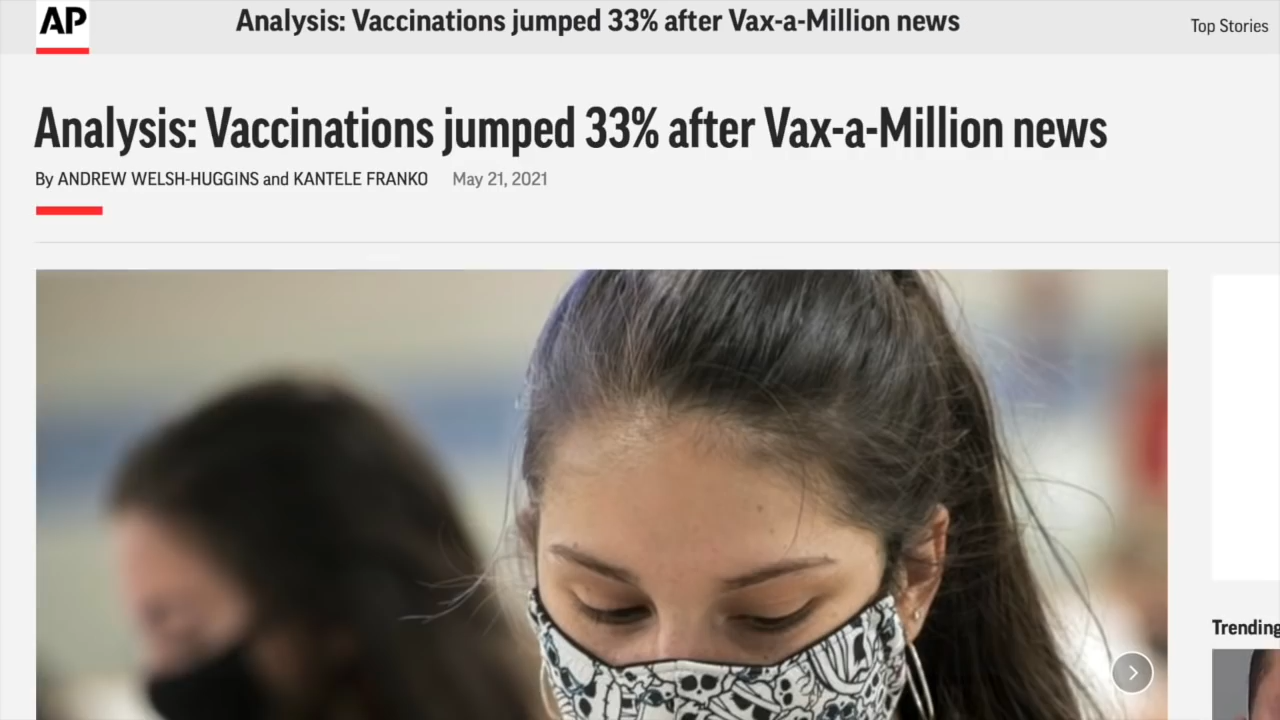 AP
Analysis: Vaccinations jumped 33% after Vax-a-Million news
Top Stories
Analysis: Vaccinations jumped 33% after Vax-a-Million news
By ANDREW WELSH-HUGGINS and KANTELE FRANKO May 21, 2021
Trending